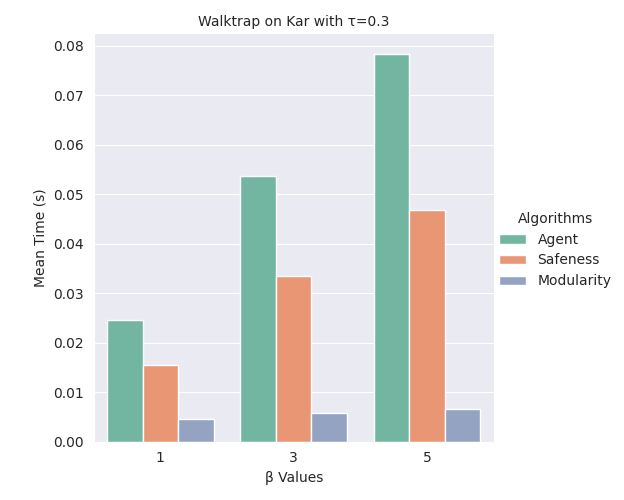 Walktrap on Kar with τ=0.3
0.08
0.07
0.06
0.05
0.04
0.03
0.02
0.01
0.00
Mean Time (s)
1 3 5
β Values
Algorithms
Agent
Safeness
Modularity